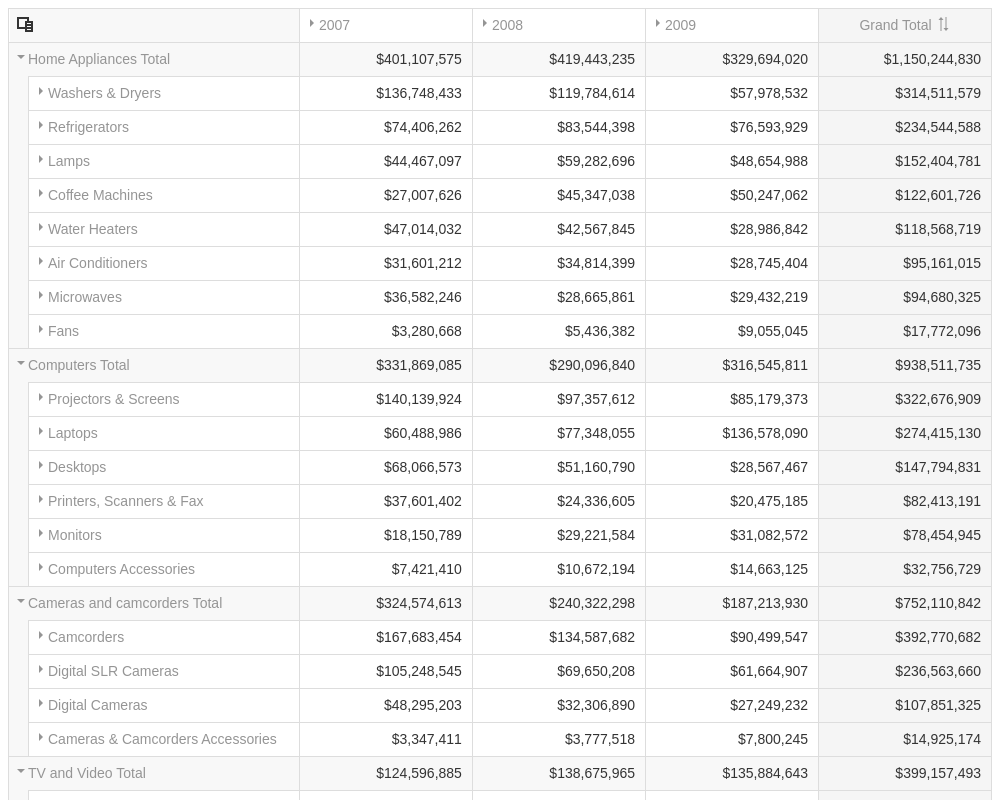 2007 2008 2009 Grand Total
Home Appliances Total $401,107,575 $419,443,235 $329,694,020 $1,150,244,830
Washers & Dryers $136,748,433 $119,784,614 $57,978,532 $314,511,579
Refrigerators $74,406,262 $83,544,398 $76,593,929 $234,544,588
Lamps $44,467,097 $59,282,696 $48,654,988 $152,404,781
Coffee Machines $27,007,626 $45,347,038 $50,247,062 $122,601,726
Water Heaters $47,014,032 $42,567,845 $28,986,842 $118,568,719
Air Conditioners $31,601,212 $34,814,399 $28,745,404 $95,161,015
Microwaves $36,582,246 $28,665,861 $29,432,219 $94,680,325
Fans $3,280,668 $5,436,382 $9,055,045 $17,772,096
Computers Total $331,869,085 $290,096,840 $316,545,811 $938,511,735
Projectors & Screens $140,139,924 $97,357,612 $85,179,373 $322,676,909
Laptops $60,488,986 $77,348,055 $136,578,090 $274,415,130
Desktops $68,066,573 $51,160,790 $28,567,467 $147,794,831
Printers, Scanners & Fax $37,601,402 $24,336,605 $20,475,185 $82,413,191
Monitors $18,150,789 $29,221,584 $31,082,572 $78,454,945
Computers Accessories $7,421,410 $10,672,194 $14,663,125 $32,756,729
Cameras and camcorders Total $324,574,613 $240,322,298 $187,213,930 $752,110,842
Camcorders $167,683,454 $134,587,682 $90,499,547 $392,770,682
Digital SLR Cameras $105,248,545 $69,650,208 $61,664,907 $236,563,660
Digital Cameras $48,295,203 $32,306,890 $27,249,232 $107,851,325
Cameras & Camcorders Accessories $3,347,411 $3,777,518 $7,800,245 $14,925,174
TV and Video Total $124,596,885 $138,675,965 $135,884,643 $399,157,493